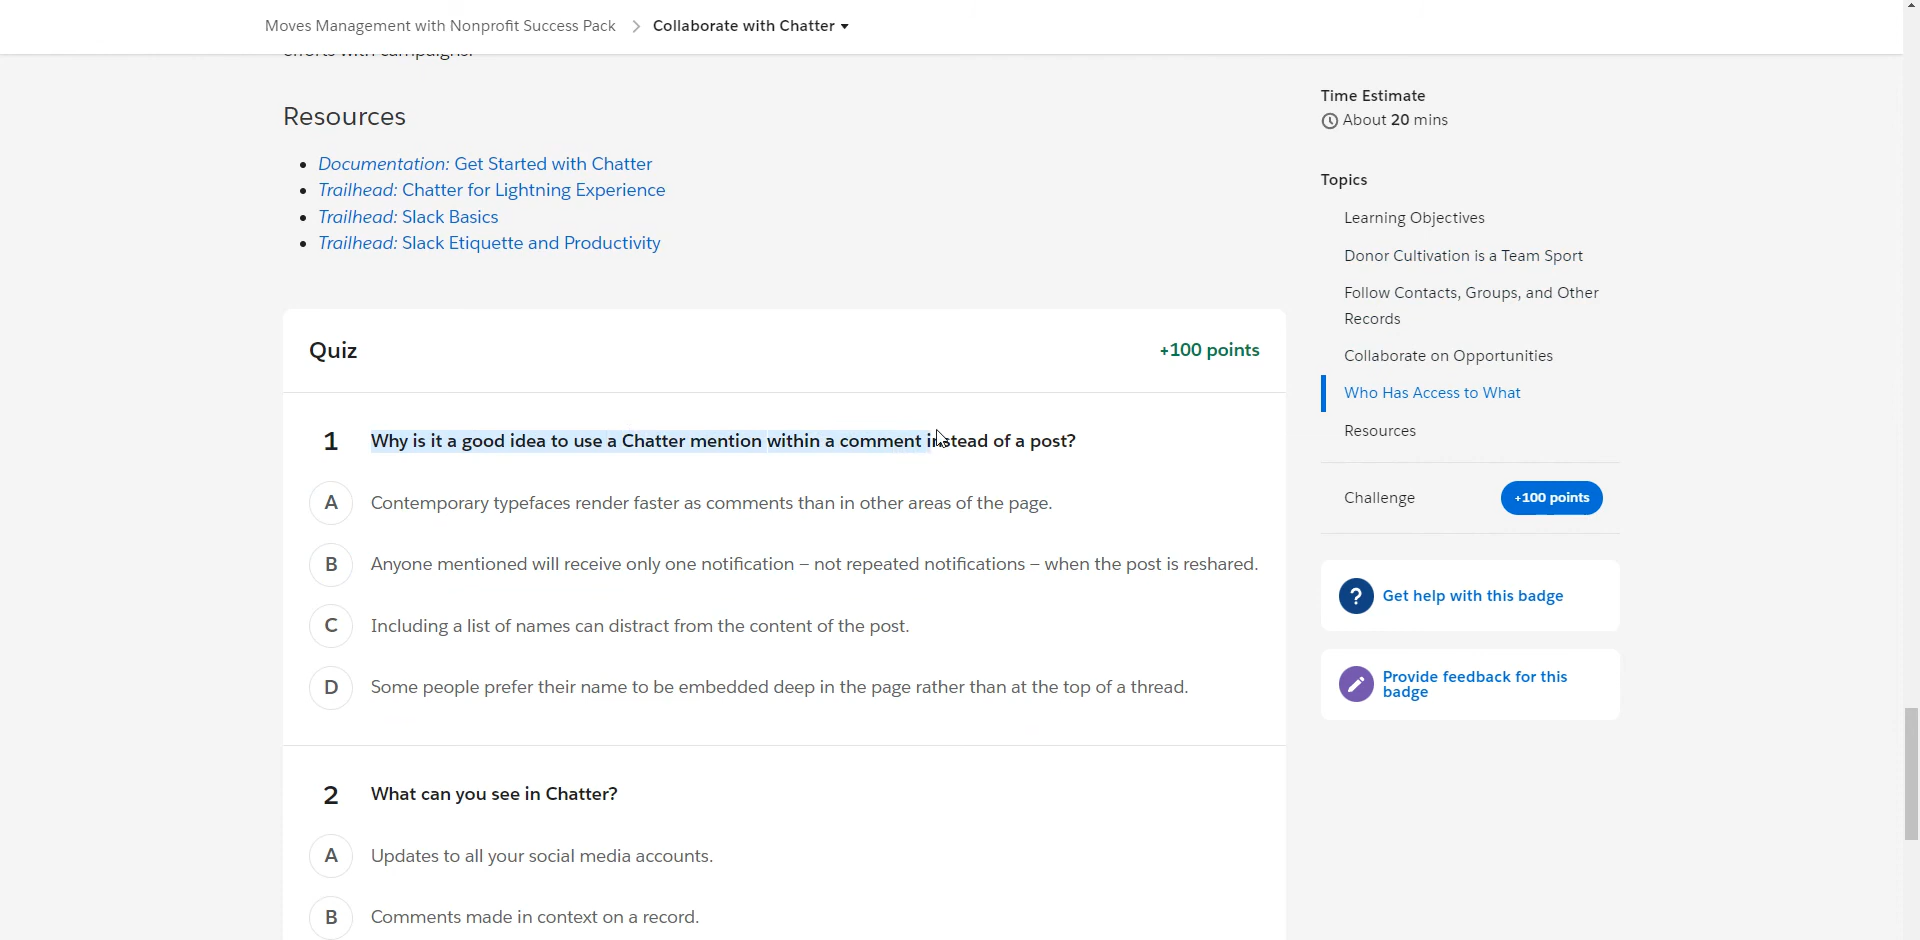 Moves Management with Nonprofit Success Pack > Collaborate with Chatter
efforts with campaigns.
Resources
Documentation: Get Started with Chatter
Trailhead: Chatter for Lightning Experience
Trailhead: Slack Basics
Trailhead: Slack Etiquette and Productivity
Quiz
+100 points
1 Why is it a good idea to use a Chatter mention within a comment instead of a post?
A Contemporary typefaces render faster as comments than in other areas of the page.
B Anyone mentioned will receive only one notification – not repeated notifications – when the post is reshared.
C Including a list of names can distract from the content of the post.
D Some people prefer their name to be embedded deep in the page rather than at the top of a thread.
2 What can you see in Chatter?
A Updates to all your social media accounts.
B Comments made in context on a record.
Time Estimate
About 20 mins
Topics
Learning Objectives
Donor Cultivation is a Team Sport
Follow Contacts, Groups, and Other
Records
Collaborate on Opportunities
Who Has Access to What
Resources
Challenge
+100 points
? Get help with this badge
Provide feedback for this
badge